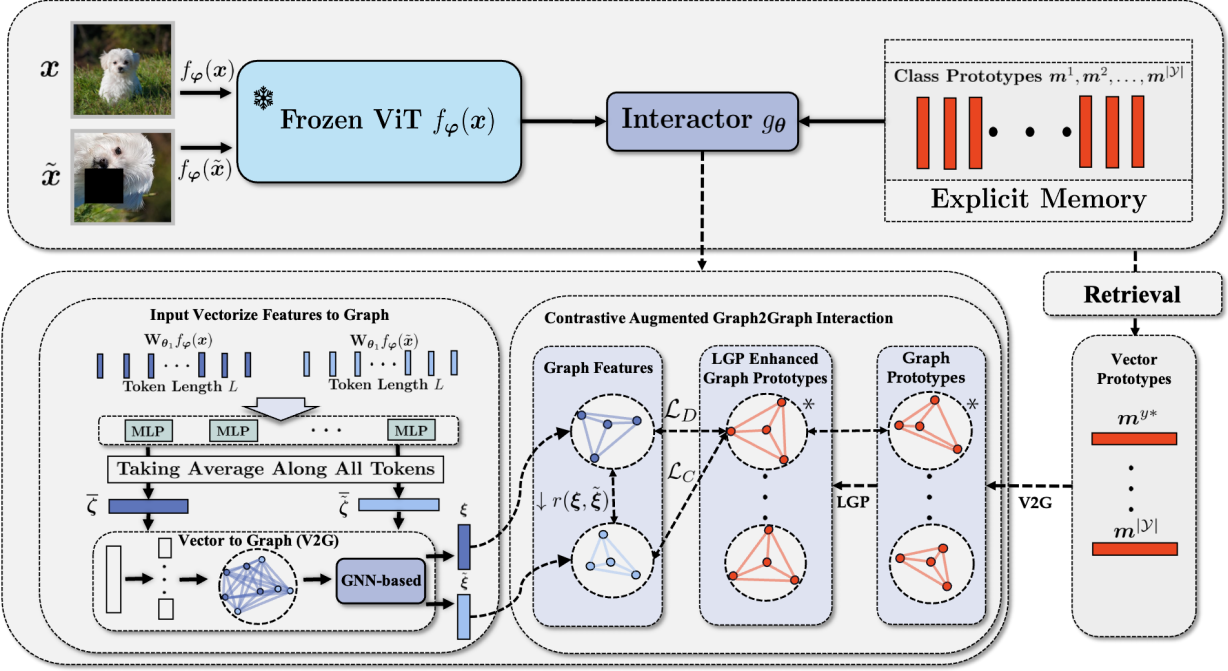 x
f_φ(x)
x̃
f_φ(x̃)
Frozen ViT f_φ(x)
Interactor g_θ
Class Prototypes m^1, m^2, . . . , m^|𝒴|
Explicit Memory
Retrieval
Input Vectorize Features to Graph
W_θ₁ f_φ(x)
W_θ₁ f_φ(x̃)
Token Length L
Token Length L
MLP
MLP
MLP
Taking Average Along All Tokens
ζ̅
ζ̃̅
Vector to Graph (V2G)
GNN-based
ξ
ξ̃
Contrastive Augmented Graph2Graph Interaction
Graph Features
LGP Enhanced
Graph Prototypes
Graph
Prototypes
ℒ_D
*
*
ℒ_C
↓ r(ξ, ξ̃)
LGP
V2G
Vector
Prototypes
m^y*
m^|𝒴|